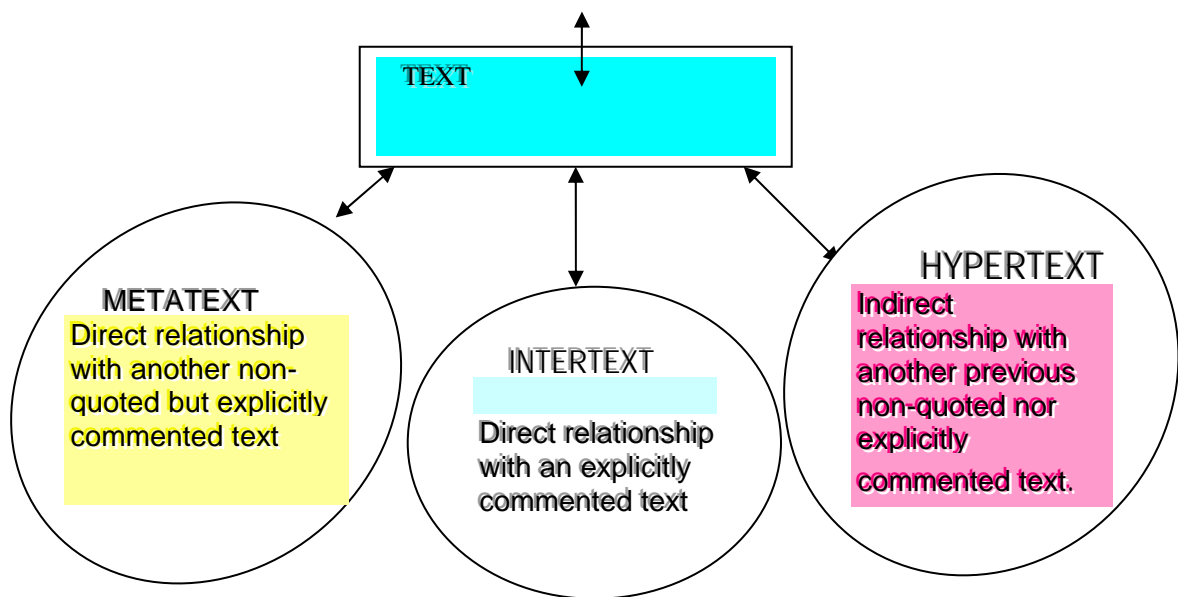 TEXT
METATEXT
Direct relationship
with another non-
quoted but explicitly
commented text
INTERTEXT
Direct relationship
with an explicitly
commented text
HYPERTEXT
Indirect
relationship with
another previous
non-quoted nor
explicitly
commented text.